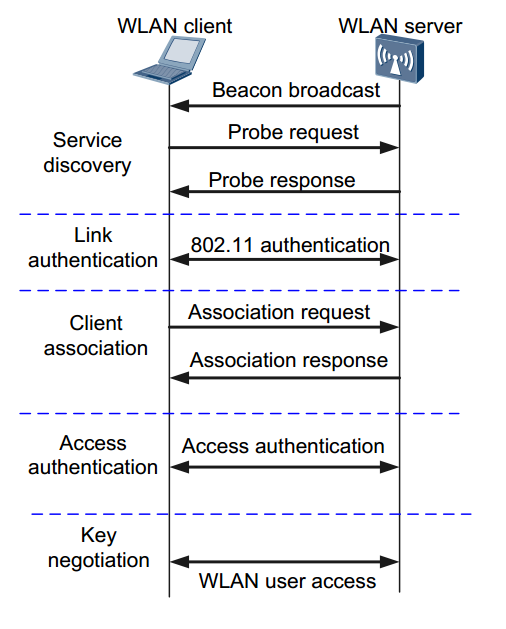 WLAN client
WLAN server
Beacon broadcast
Service
discovery
Probe request
Probe response
Link
authentication
802.11 authentication
Client
association
Association request
Association response
Access
authentication
Access authentication
Key
negotiation
WLAN user access